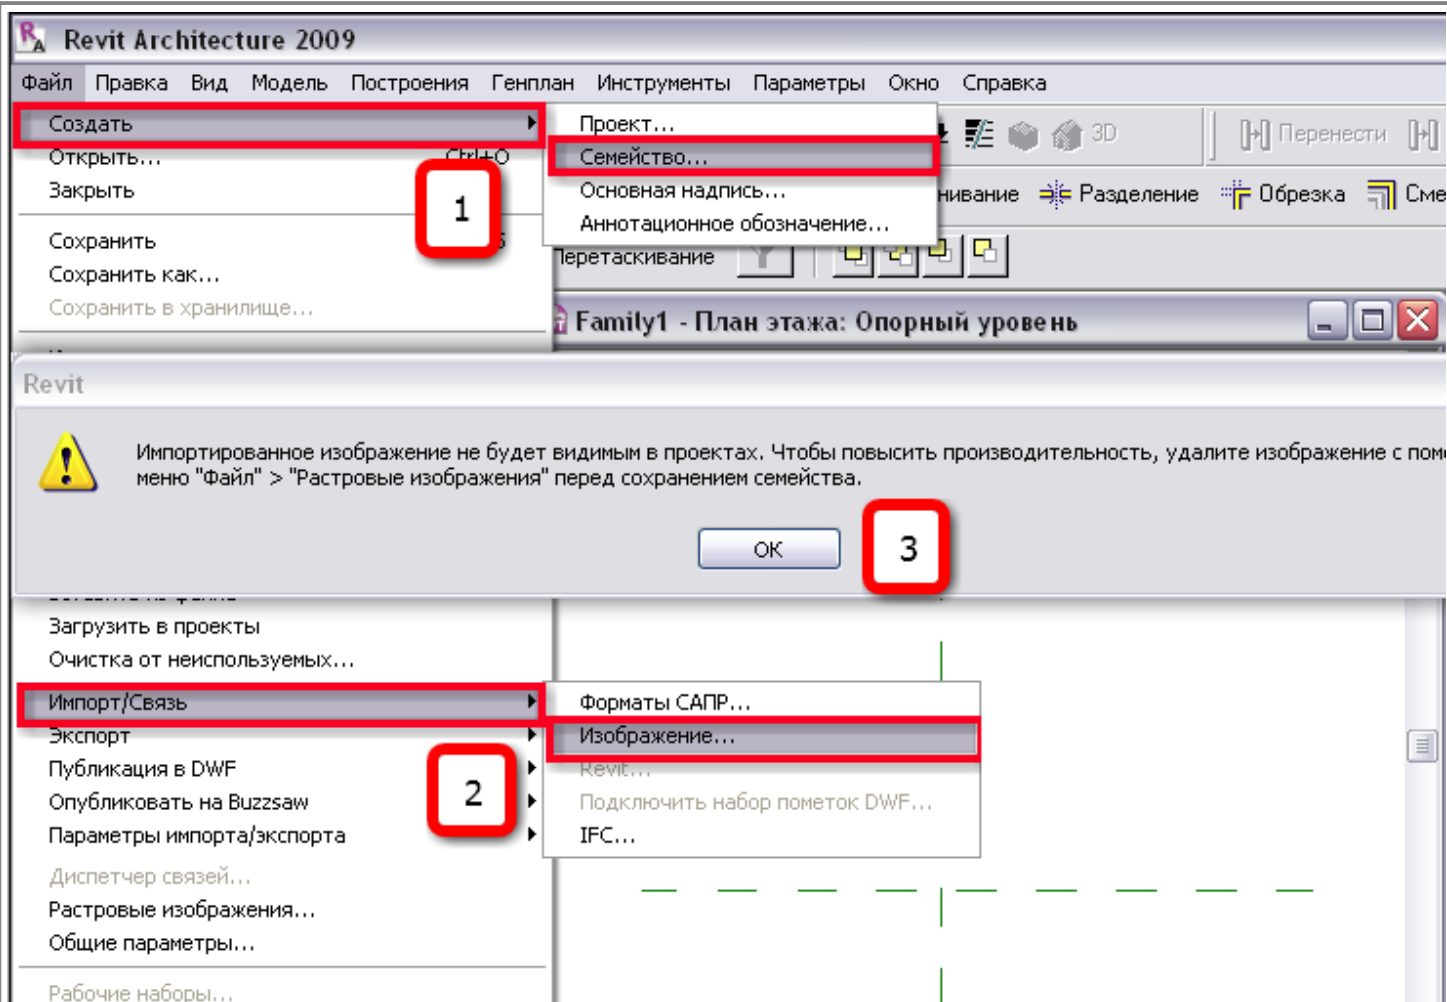 Revit Architecture 2009
Файл Правка Вид Модель Построения Генплан Инструменты Параметры Окно Справка
Создать
Проект...
3D
Перенести
Открыть... Ctrl+O
Семейство...
Закрыть
Основная надпись...
Разделение
Обрезка
1
Аннотационное обозначение...
Сохранить
Сохранить как...
Сохранить в хранилище...
Family1 - План этажа: Опорный уровень
Revit
Импортированное изображение не будет видимым в проектах. Чтобы повысить производительность, удалите изображение с
меню "Файл" > "Растровые изображения" перед сохранением семейства.
OK
3
Загрузить в проекты
Очистка от неиспользуемых...
Импорт/Связь
Форматы САПР...
Экспорт
Изображение...
Публикация в DWF
Revit...
2
Опубликовать на Buzzsaw
Подключить набор пометок DWF...
Параметры импорта/экспорта
IFC...
Диспетчер связей...
Растровые изображения...
Общие параметры...
Рабочие наборы...